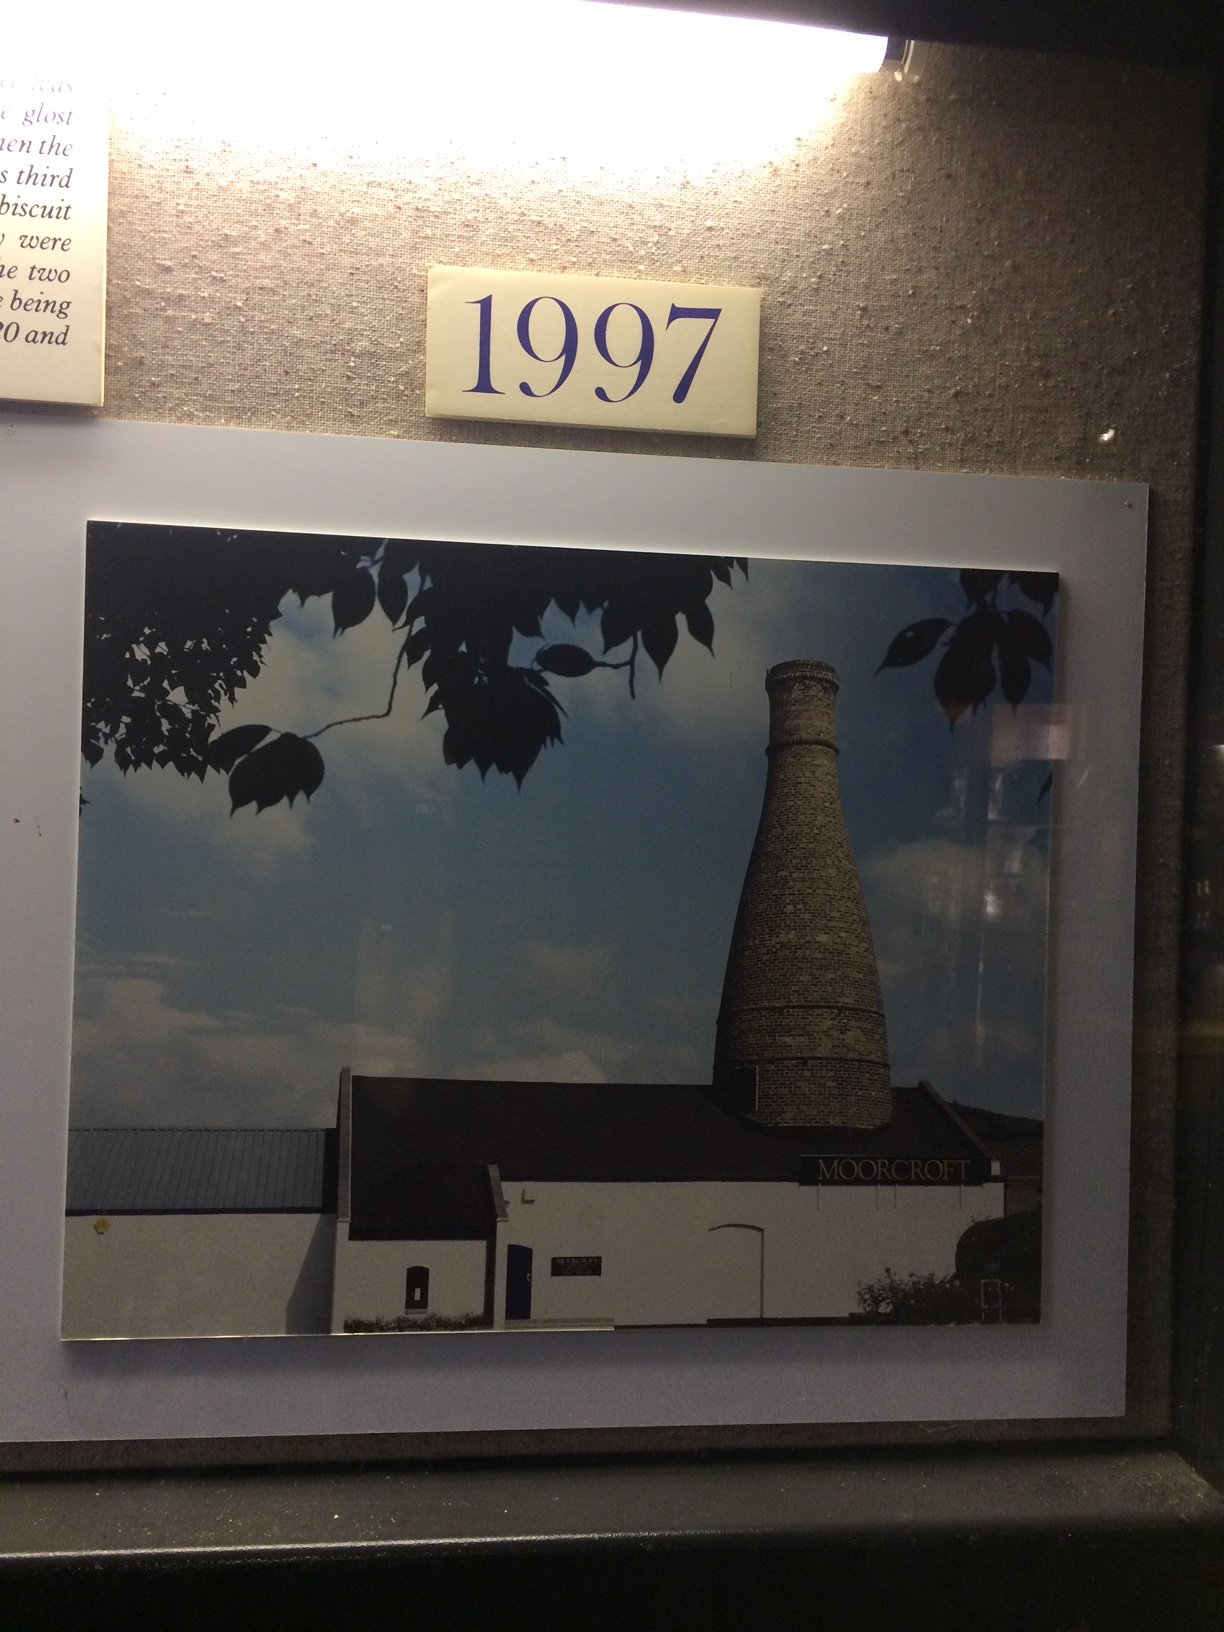 glost
the
s third
biscuit
were
two
being
and
1997
MOORCROFT